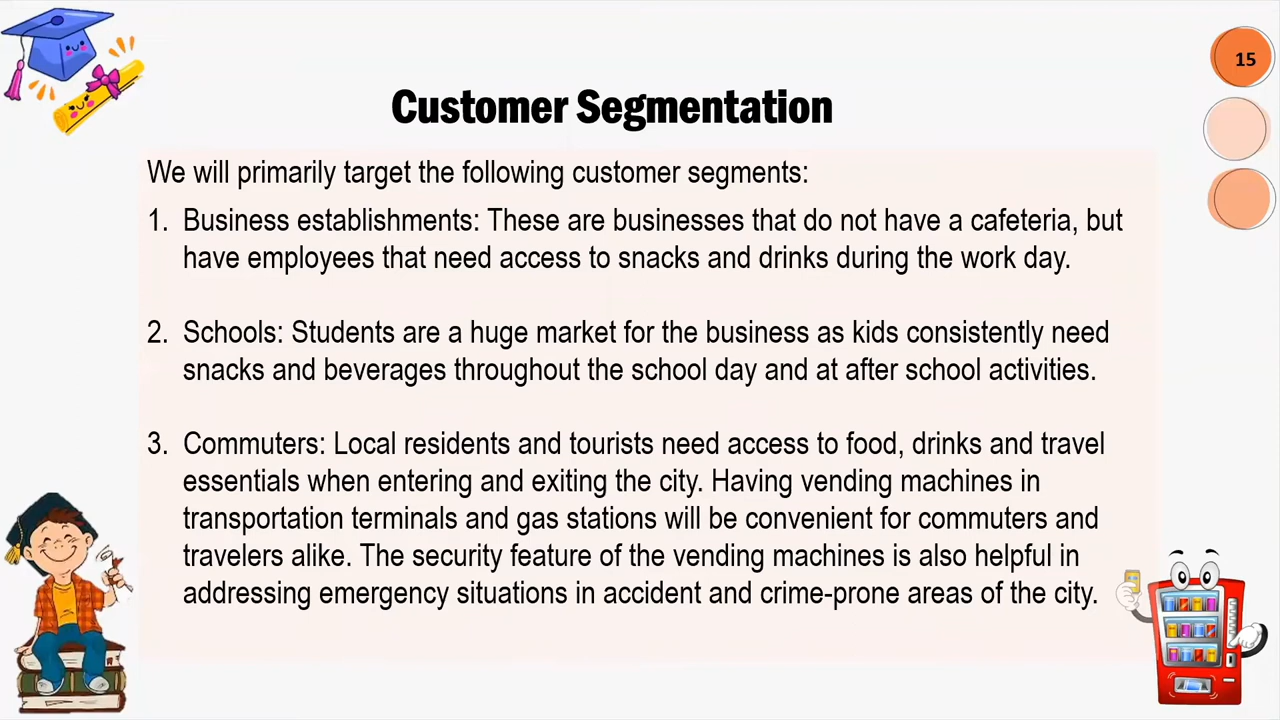 15
Customer Segmentation
We will primarily target the following customer segments:
1. Business establishments: These are businesses that do not have a cafeteria, but
have employees that need access to snacks and drinks during the work day.
2. Schools: Students are a huge market for the business as kids consistently need
snacks and beverages throughout the school day and at after school activities.
3. Commuters: Local residents and tourists need access to food, drinks and travel
essentials when entering and exiting the city. Having vending machines in
transportation terminals and gas stations will be convenient for commuters and
travelers alike. The security feature of the vending machines is also helpful in
addressing emergency situations in accident and crime-prone areas of the city.